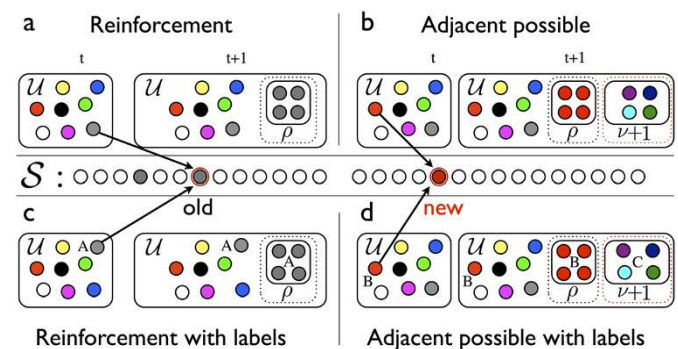 a Reinforcement
b Adjacent possible
t t+1
t t+1
U U ρ
U U ρ ν+1
S :
old
new
c d
U A U A A ρ
U B U B B ρ C ν+1
Reinforcement with labels
Adjacent possible with labels